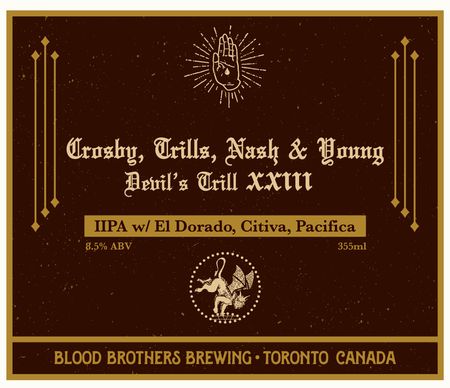 Crosby, Trills, Nash & Young
Devil's Trill XXIII
IIPA w/ El Dorado, Citiva, Pacifica
8.5% ABV 355ml
BLOOD BROTHERS BREWING • TORONTO CANADA